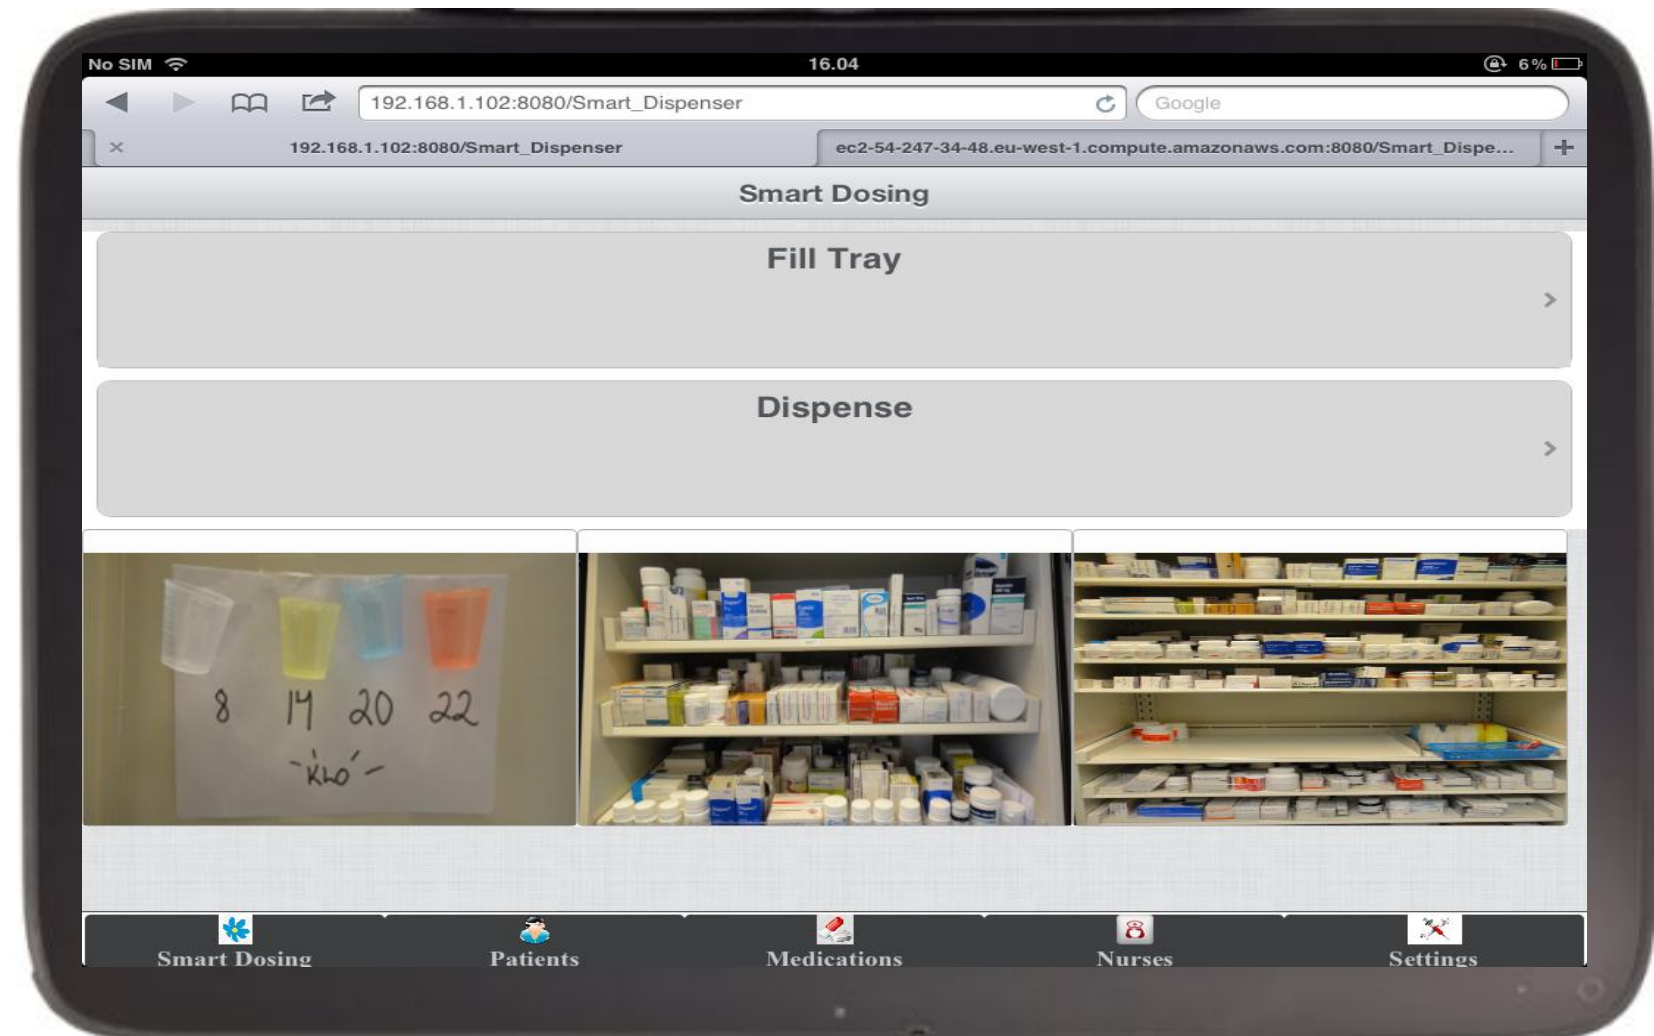 No SIM
16.04
6%
192.168.1.102:8080/Smart_Dispenser
Google
192.168.1.102:8080/Smart_Dispenser
ec2-54-247-34-48.eu-west-1.compute.amazonaws.com:8080/Smart_Dispe...
Smart Dosing
Fill Tray
Dispense
8 14 20 22
-KLO-
Smart Dosing
Patients
Medications
Nurses
Settings